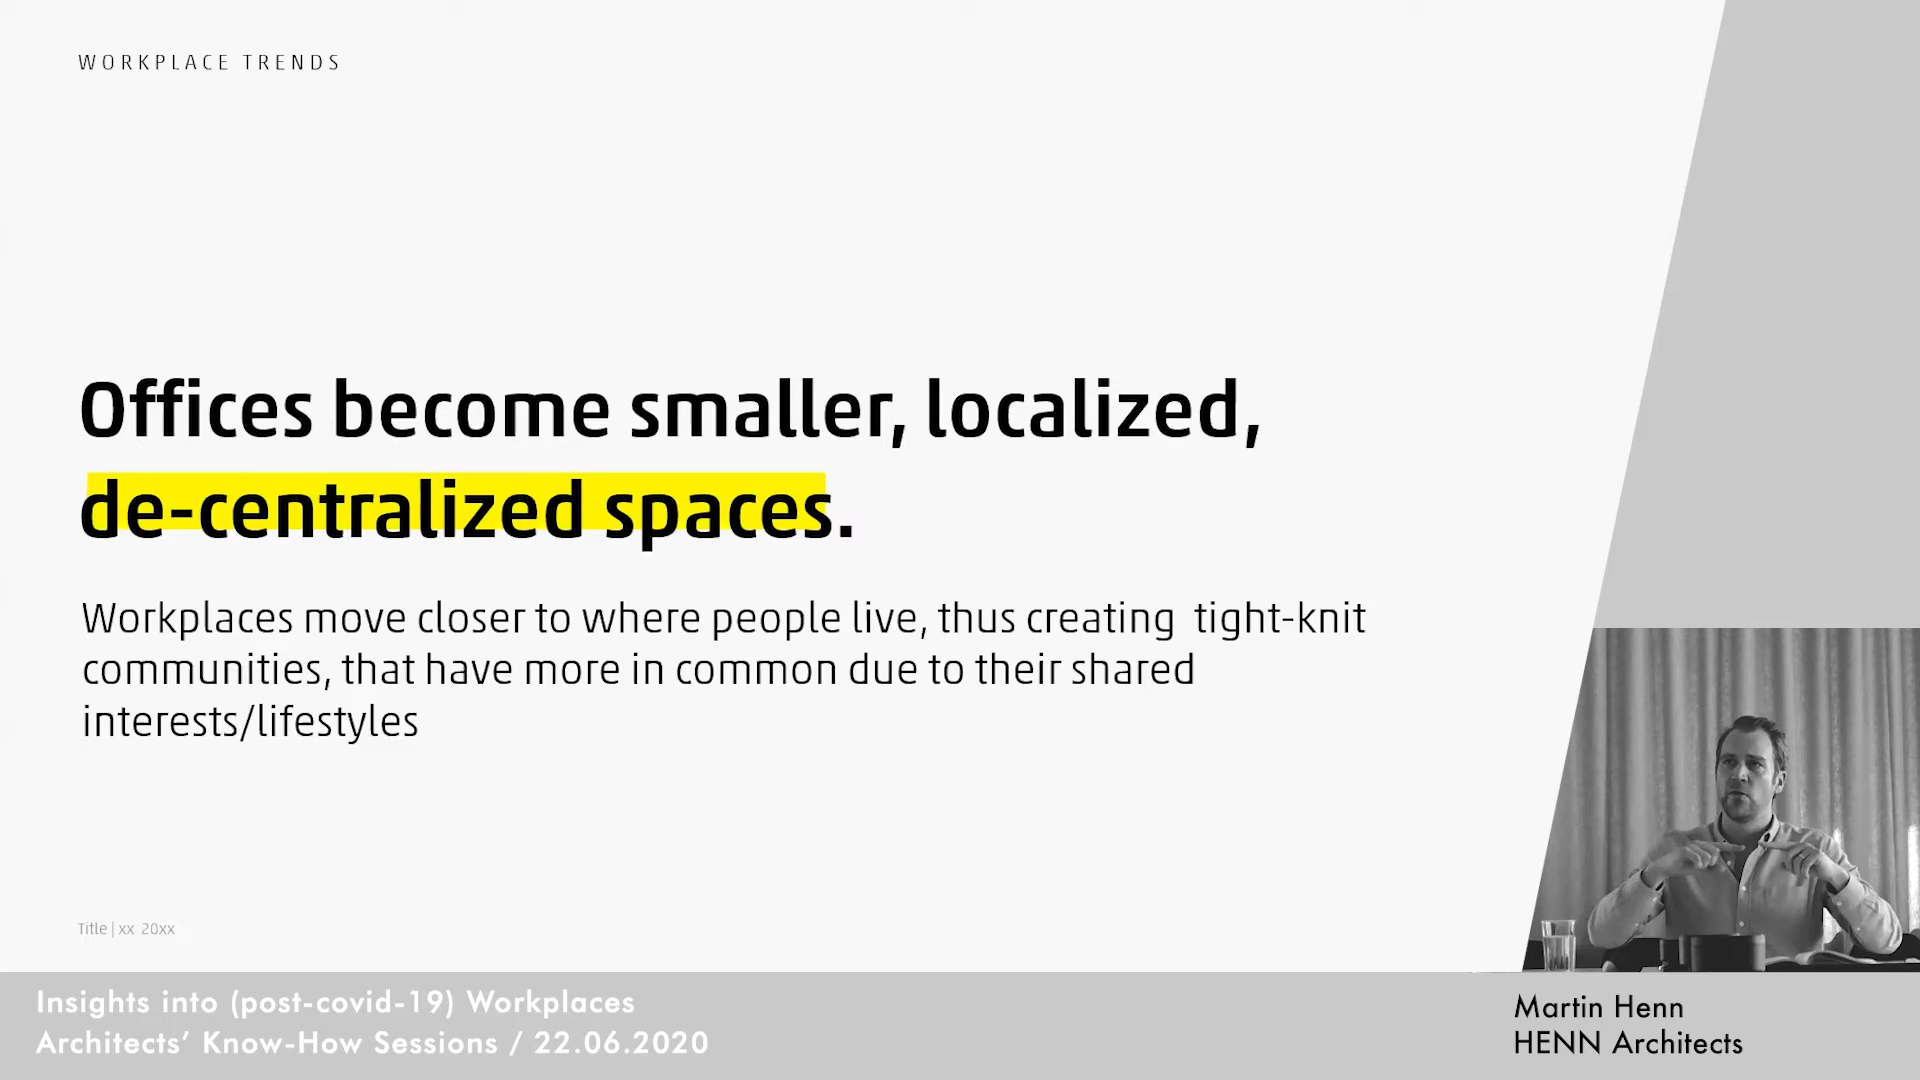 WORKPLACE TRENDS
Offices become smaller, localized,
de-centralized spaces.
Workplaces move closer to where people live, thus creating  tight-knit
communities, that have more in common due to their shared
interests/lifestyles
Title | xx 20xx
Insights into (post-covid-19) Workplaces
Architects’ Know-How Sessions / 22.06.2020
Martin Henn
HENN Architects